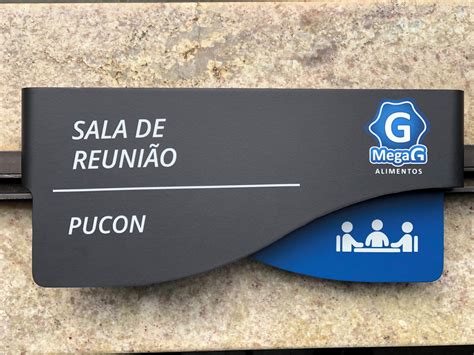 SALA DE
REUNIÃO
PUCON
G
MegaG
ALIMENTOS